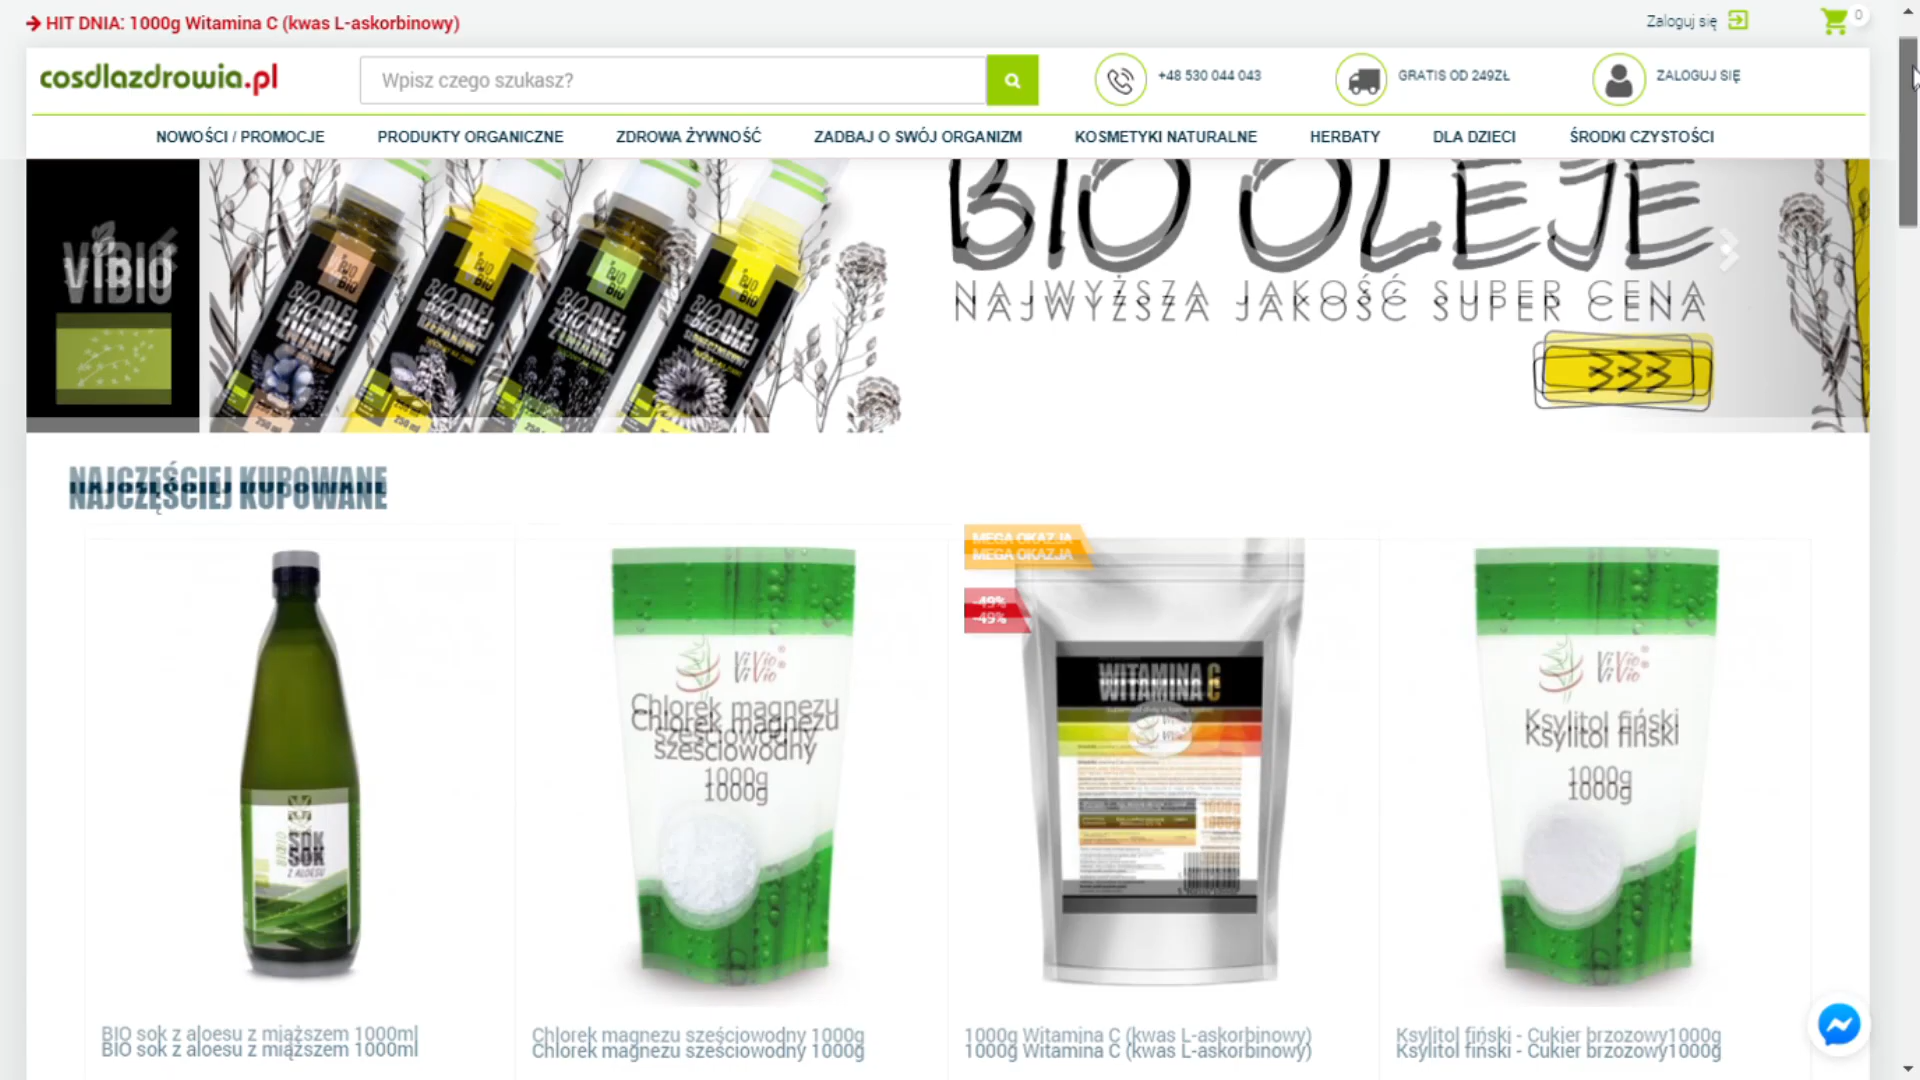 HIT DNIA: 1000g Witamina C (kwas L-askorbinowy)
Zaloguj się
0
cosdlazdrowia.pl
Wpisz czego szukasz?
+48 530 044 043
GRATIS OD 249ZŁ
ZALOGUJ SIĘ
NOWOŚCI / PROMOCJE
PRODUKTY ORGANICZNE
ZDROWA ŻYWNOŚĆ
ZADBAJ O SWÓJ ORGANIZM
KOSMETYKI NATURALNE
HERBATY
DLA DZIECI
ŚRODKI CZYSTOŚCI
VIBIO
BIO OLEJE
NAJWYŻSZA JAKOŚĆ SUPER CENA
NAJCZĘŚCIEJ KUPOWANE
MEGA OKAZJA
-49%
SOK
Z ALOESU
ViVio
Chlorek magnezu
sześciowodny
1000g
WITAMINA C
1000g
ViVio
Ksylitol fiński
1000g
BIO sok z aloesu z miąższem 1000ml
Chlorek magnezu sześciowodny 1000g
1000g Witamina C (kwas L-askorbinowy)
Ksylitol fiński - Cukier brzozowy1000g